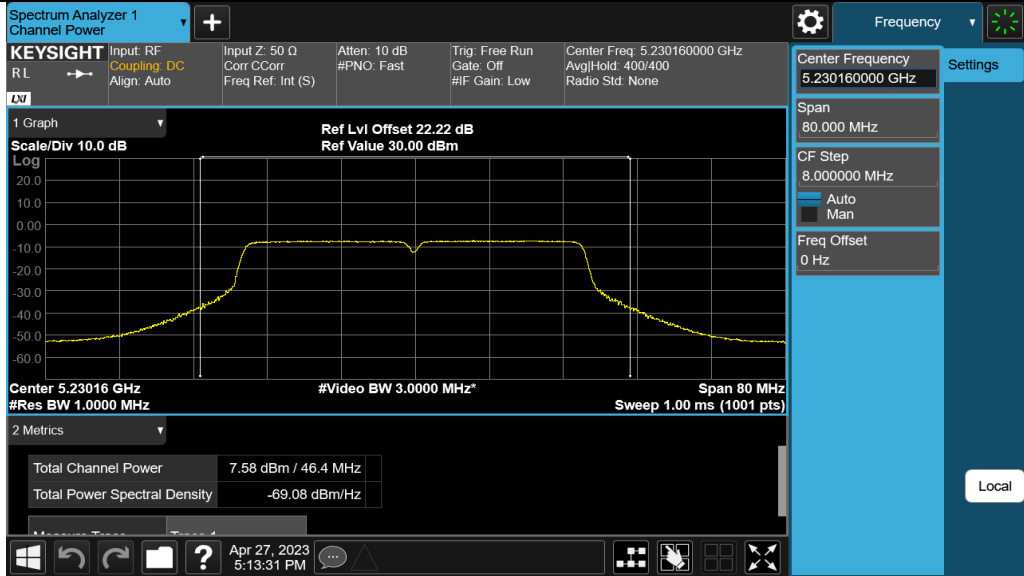 Spectrum Analyzer 1
Channel Power
Frequency
KEYSIGHT
R L
LXI
Input: RF
Coupling: DC
Align: Auto
Input Z: 50 Ω
Corr CCorr
Freq Ref: Int (S)
Atten: 10 dB
#PNO: Fast
Trig: Free Run
Gate: Off
#IF Gain: Low
Center Freq: 5.230160000 GHz
Avg|Hold: 400/400
Radio Std: None
Center Frequency
5.230160000 GHz
Settings
Span
80.000 MHz
CF Step
8.000000 MHz
Auto
Man
Freq Offset
0 Hz
1 Graph
Scale/Div 10.0 dB
Ref Lvl Offset 22.22 dB
Ref Value 30.00 dBm
Log
20.0
10.0
0.00
-10.0
-20.0
-30.0
-40.0
-50.0
-60.0
Center 5.23016 GHz
#Video BW 3.0000 MHz*
Span 80 MHz
#Res BW 1.0000 MHz
Sweep 1.00 ms (1001 pts)
2 Metrics
Total Channel Power
7.58 dBm / 46.4 MHz
Total Power Spectral Density
-69.08 dBm/Hz
Local
Apr 27, 2023
5:13:31 PM